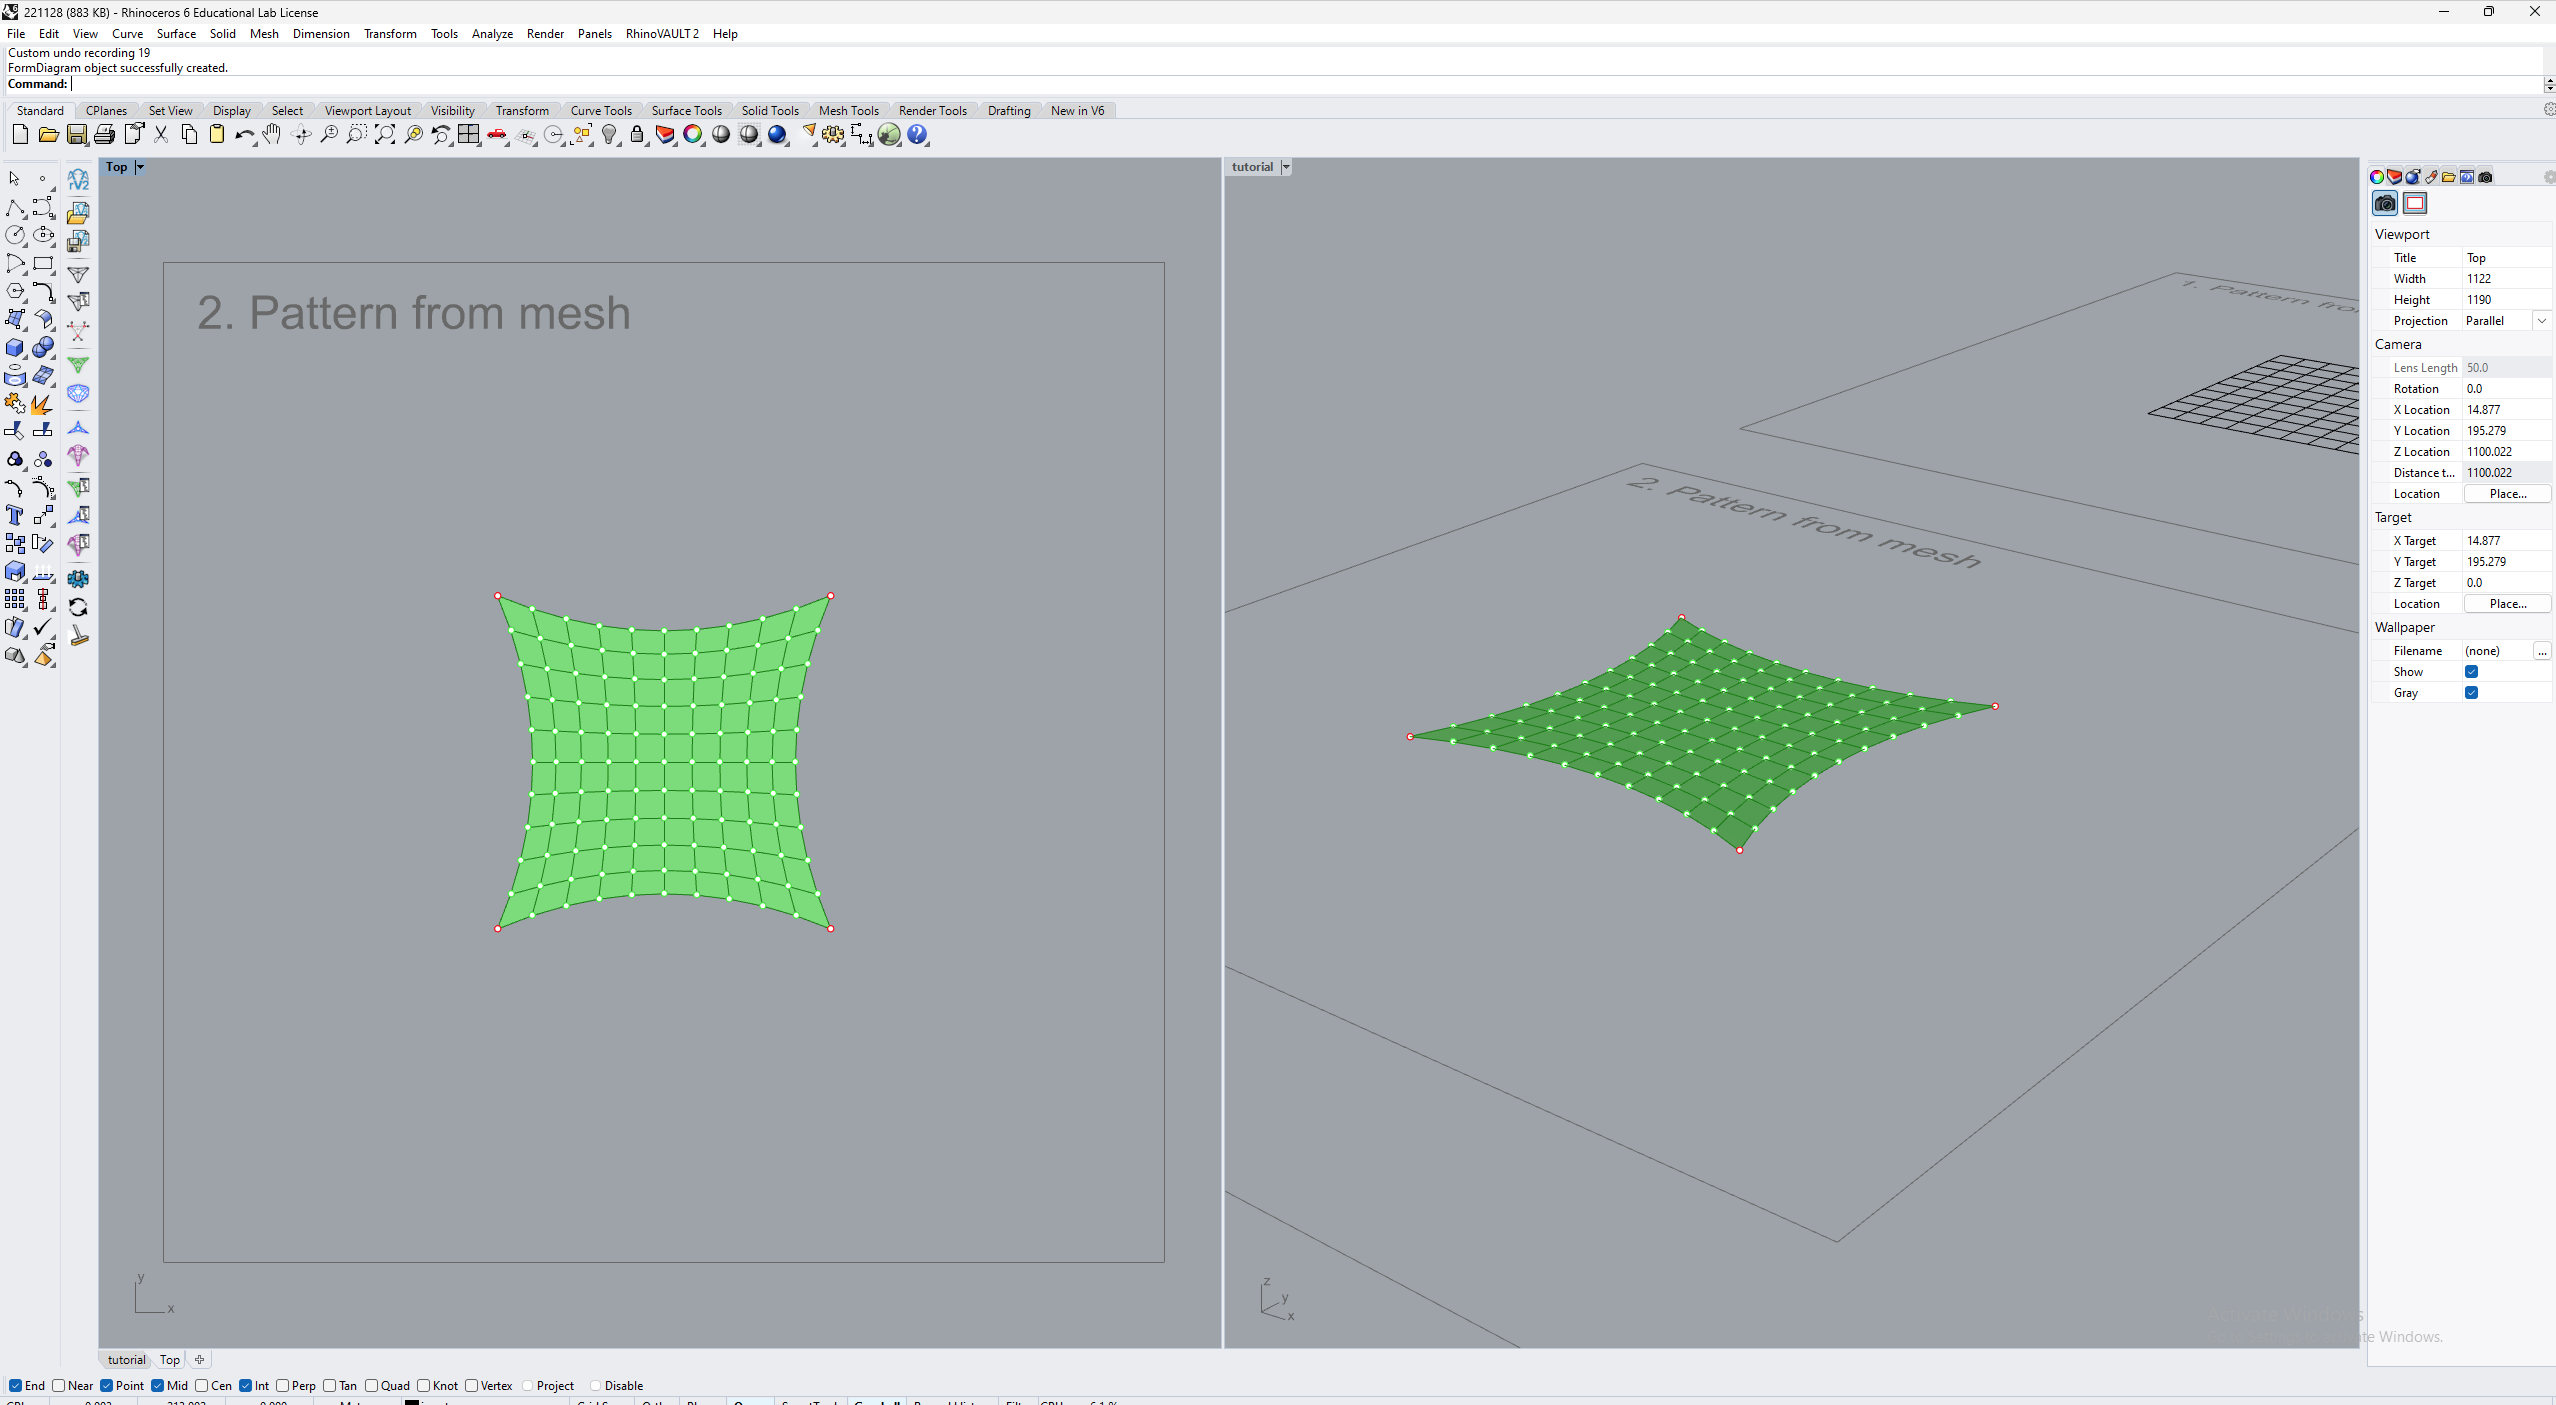 221128 (883 KB) - Rhinoceros 6 Educational Lab License
File Edit View Curve Surface Solid Mesh Dimension Transform Tools Analyze Render Panels RhinoVAULT 2 Help
Custom undo recording 19
FormDiagram object successfully created.
Command:
Standard CPlanes Set View Display Select Viewport Layout Visibility Transform Curve Tools Surface Tools Solid Tools Mesh Tools Render Tools Drafting New in V6
Top
tutorial
rV2
2. Pattern from mesh
1. Pattern fro
2. Pattern from mesh
y
x
z
y
x
Viewport
Title Top
Width 1122
Height 1190
Projection Parallel
Camera
Lens Length 50.0
Rotation 0.0
X Location 14.877
Y Location 195.279
Z Location 1100.022
Distance t... 1100.022
Location Place...
Target
X Target 14.877
Y Target 195.279
Z Target 0.0
Location Place...
Wallpaper
Filename (none) ...
Show
Gray
Activate Windows
te Windows.
tutorial Top
End Near Point Mid Cen Int Perp Tan Quad Knot Vertex Project Disable